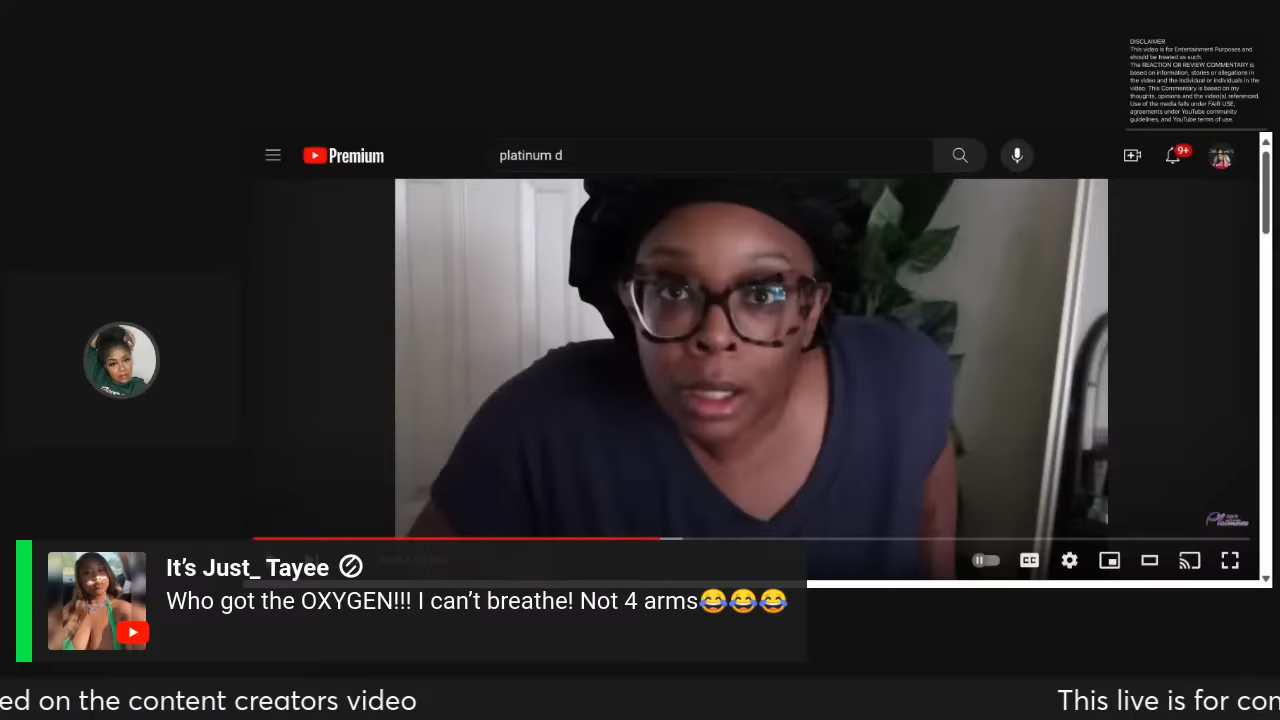 DISCLAIMER
This video is for Entertainment Purposes and
should be treated as such.
The REACTION OR REVIEW COMMENTARY is
based on information, stories or allegations in
the video and the individual or individuals in the
video. This Commentary is based on my
thoughts, opinions and the video(s) referenced.
Use of the media falls under FAIR USE,
agreements under YouTube community
guidelines, and YouTube terms of use.
Premium
platinum d
9+
CC
It’s Just_ Tayee
Who got the OXYGEN!!! I can’t breathe! Not 4 arms😂😂😂
ed on the content creators video
This live is for con